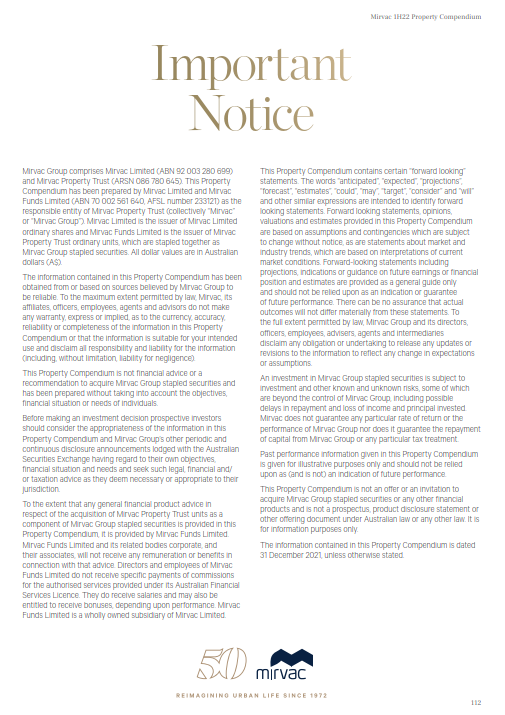 Mirvac 1H22 Property Compendium
Important
Notice
Mirvac Group comprises Mirvac Limited (ABN 92 003 280 699)
and Mirvac Property Trust (ARSN 086 780 645). This Property
Compendium has been prepared by Mirvac Limited and Mirvac
Funds Limited (ABN 70 002 561 640, AFSL number 233121) as the
responsible entity of Mirvac Property Trust (collectively "Mirvac"
or "Mirvac Group"). Mirvac Limited is the issuer of Mirvac Limited
ordinary shares and Mirvac Funds Limited is the issuer of Mirvac
Property Trust ordinary units, which are stapled together as
Mirvac Group stapled securities. All dollar values are in Australian
dollars (A$).
The information contained in this Property Compendium has been
obtained from or based on sources believed by Mirvac Group to
be reliable. To the maximum extent permitted by law, Mirvac, its
affiliates, officers, employees, agents and advisors do not make
any warranty, express or implied, as to the currency, accuracy,
reliability or completeness of the information in this Property
Compendium or that the information is suitable for your intended
use and disclaim all responsibility and liability for the information
(including, without limitation, liability for negligence).
This Property Compendium is not financial advice or a
recommendation to acquire Mirvac Group stapled securities and
has been prepared without taking into account the objectives,
financial situation or needs of individuals.
Before making an investment decision prospective investors
should consider the appropriateness of the information in this
Property Compendium and Mirvac Group's other periodic and
continuous disclosure announcements lodged with the Australian
Securities Exchange having regard to their own objectives,
financial situation and needs and seek such legal, financial and/
or taxation advice as they deem necessary or appropriate to their
jurisdiction.
To the extent that any general financial product advice in
respect of the acquisition of Mirvac Property Trust units as a
component of Mirvac Group stapled securities is provided in this
Property Compendium, it is provided by Mirvac Funds Limited.
Mirvac Funds Limited and its related bodies corporate, and
their associates, will not receive any remuneration or benefits in
connection with that advice. Directors and employees of Mirvac
Funds Limited do not receive specific payments of commissions
for the authorised services provided under its Australian Financial
Services Licence. They do receive salaries and may also be
entitled to receive bonuses, depending upon performance. Mirvac
Funds Limited is a wholly owned subsidiary of Mirvac Limited.
This Property Compendium contains certain "forward looking"
statements. The words "anticipated", "expected", "projections",
"forecast", "estimates", "could", "may", "target", "consider" and "will"
and other similar expressions are intended to identify forward
looking statements. Forward looking statements, opinions,
valuations and estimates provided in this Property Compendium
are based on assumptions and contingencies which are subject
to change without notice, as are statements about market and
industry trends, which are based on interpretations of current
market conditions. Forward-looking statements including
projections, indications or guidance on future earnings or financial
position and estimates are provided as a general guide only
and should not be relied upon as an indication or guarantee
of future performance. There can be no assurance that actual
outcomes will not differ materially from these statements. To
the full extent permitted by law, Mirvac Group and its directors,
officers, employees, advisers, agents and intermediaries
disclaim any obligation or undertaking to release any updates or
revisions to the information to reflect any change in expectations
or assumptions.
An investment in Mirvac Group stapled securities is subject to
investment and other known and unknown risks, some of which
are beyond the control of Mirvac Group, including possible
delays in repayment and loss of income and principal invested.
Mirvac does not guarantee any particular rate of return or the
performance of Mirvac Group nor does it guarantee the repayment
of capital from Mirvac Group or any particular tax treatment.
Past performance information given in this Property Compendium
is given for illustrative purposes only and should not be relied
upon as (and is not) an indication of future performance.
This Property Compendium is not an offer or an invitation to
acquire Mirvac Group stapled securities or any other financial
products and is not a prospectus, product disclosure statement or
other offering document under Australian law or any other law. It is
for information purposes only.
The information contained in this Property Compendium is dated
31 December 2021, unless otherwise stated.
50 mirvac
REIMAGINING URBAN LIFE SINCE 1972
112